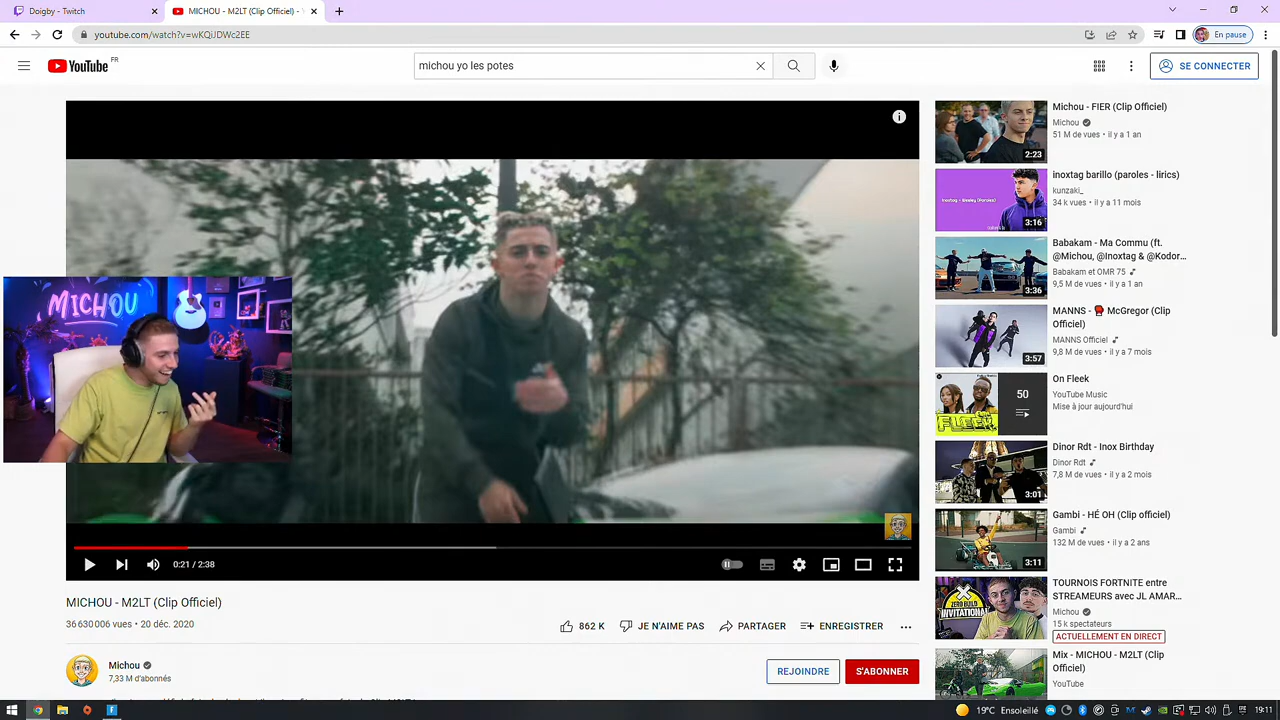 Doigby - Twitch
MICHOU - M2LT (Clip Officiel) -
youtube.com/watch?v=wKQiJDWc2EE
En pause
YouTube FR
michou yo les potes
SE CONNECTER
MICHOU
0:21 / 2:38
MICHOU - M2LT (Clip Officiel)
36 630 006 vues • 20 déc. 2020
862 K
JE N'AIME PAS
PARTAGER
ENREGISTRER
Michou
7,33 M d'abonnés
REJOINDRE
S'ABONNER
2:23
Michou - FIER (Clip Officiel)
Michou
51 M de vues • il y a 1 an
3:16
inoxtag barillo (paroles - lirics)
kunzaki_
34 k vues • il y a 11 mois
3:36
Babakam - Ma Commu (ft.
@Michou, @Inoxtag & @Kodor...
Babakam et OMR 75
9,5 M de vues • il y a 1 an
3:57
MANNS - 🥊 McGregor (Clip
Officiel)
MANNS Officiel
9,8 M de vues • il y a 7 mois
FLEEK
50
On Fleek
YouTube Music
Mise à jour aujourd'hui
3:01
Dinor Rdt - Inox Birthday
Dinor Rdt
7,8 M de vues • il y a 2 mois
3:11
Gambi - HÉ OH (Clip officiel)
Gambi
132 M de vues • il y a 2 ans
ZERO BUILD
INVITATIONAL
TOURNOIS FORTNITE entre
STREAMEURS avec JL AMAR...
Michou
15 k spectateurs
ACTUELLEMENT EN DIRECT
Mix - MICHOU - M2LT (Clip
Officiel)
YouTube
19°C Ensoleillé
19:11